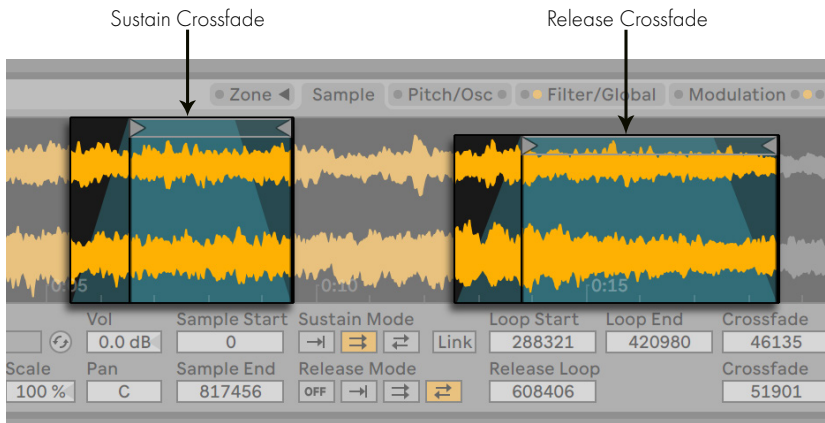 Sustain Crossfade Release Crossfade
Zone Sample Pitch/Osc Filter/Global Modulation
0:05 0:10 0:15
Vol Sample Start Sustain Mode Loop Start Loop End Crossfade
0.0 dB 0 Link 288321 420980 46135
Scale Pan Sample End Release Mode Release Loop Crossfade
100 % C 817456 OFF 608406 51901